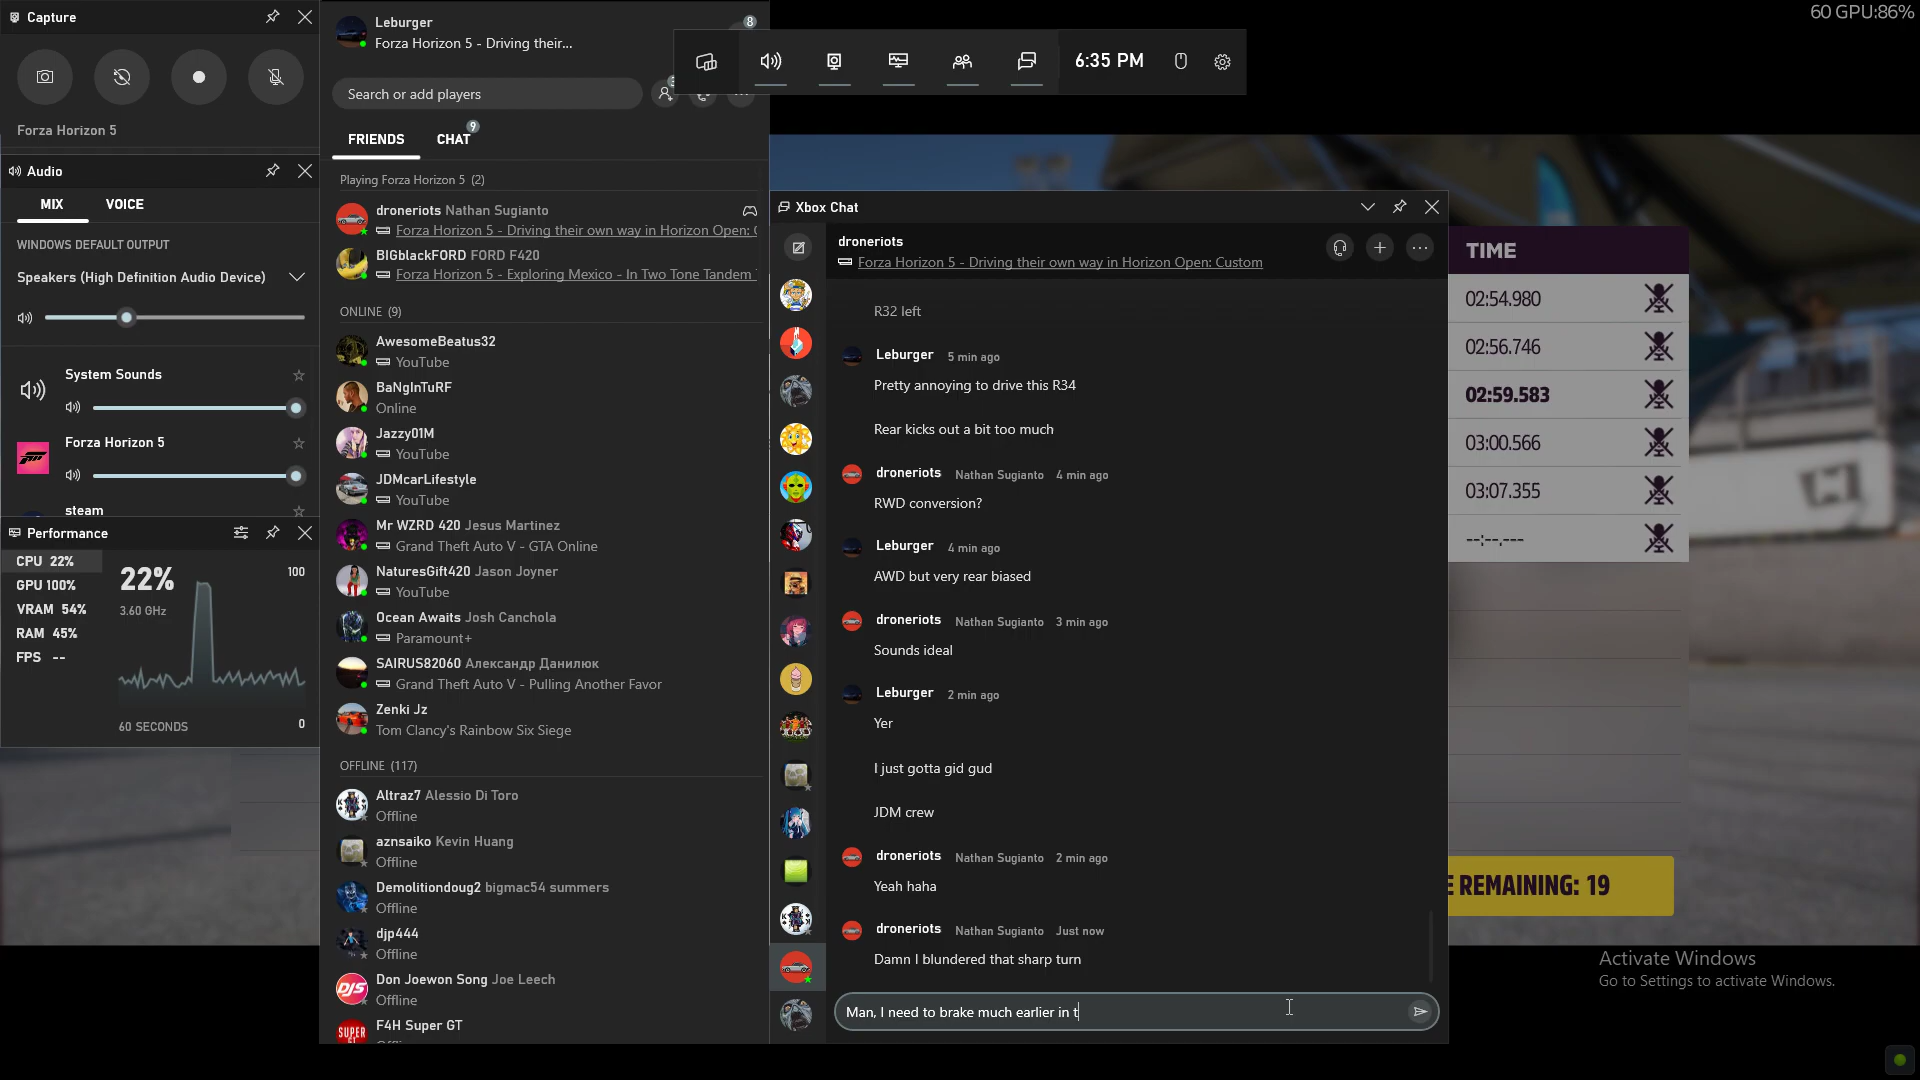 Capture
Forza Horizon 5
Audio
MIX
VOICE
WINDOWS DEFAULT OUTPUT
Speakers (High Definition Audio Device)
System Sounds
Forza Horizon 5
steam
Performance
CPU 22%
GPU 100%
VRAM 54%
RAM 45%
FPS --
22%
3.60 GHz
100
60 SECONDS
0
Leburger
Forza Horizon 5 - Driving their...
8
Search or add players
FRIENDS
CHAT
9
Playing Forza Horizon 5 (2)
droneriots Nathan Sugianto
Forza Horizon 5 - Driving their own way in Horizon Open:
BIGblackFORD FORD F420
Forza Horizon 5 - Exploring Mexico - In Two Tone Tandem
ONLINE (9)
AwesomeBeatus32
YouTube
BaNgInTuRF
Online
Jazzy01M
YouTube
JDMcarLifestyle
YouTube
Mr WZRD 420 Jesus Martinez
Grand Theft Auto V - GTA Online
NaturesGift420 Jason Joyner
YouTube
Ocean Awaits Josh Canchola
Paramount+
SAIRUS82060 Александр Данилюк
Grand Theft Auto V - Pulling Another Favor
Zenki Jz
Tom Clancy's Rainbow Six Siege
OFFLINE (117)
Altraz7 Alessio Di Toro
Offline
aznsaiko Kevin Huang
Offline
Demolitiondoug2 bigmac54 summers
Offline
djp444
Offline
Don Joewon Song Joe Leech
Offline
F4H Super GT
6:35 PM
Xbox Chat
droneriots
Forza Horizon 5 - Driving their own way in Horizon Open: Custom
R32 left
Leburger 5 min ago
Pretty annoying to drive this R34
Rear kicks out a bit too much
droneriots Nathan Sugianto 4 min ago
RWD conversion?
Leburger 4 min ago
AWD but very rear biased
droneriots Nathan Sugianto 3 min ago
Sounds ideal
Leburger 2 min ago
Yer
I just gotta gid gud
JDM crew
droneriots Nathan Sugianto 2 min ago
Yeah haha
droneriots Nathan Sugianto Just now
Damn I blundered that sharp turn
Man, I need to brake much earlier in t
60 GPU:86%
TIME
02:54.980
02:56.746
02:59.583
03:00.566
03:07.355
--:--.---
E REMAINING: 19
Activate Windows
Go to Settings to activate Windows.